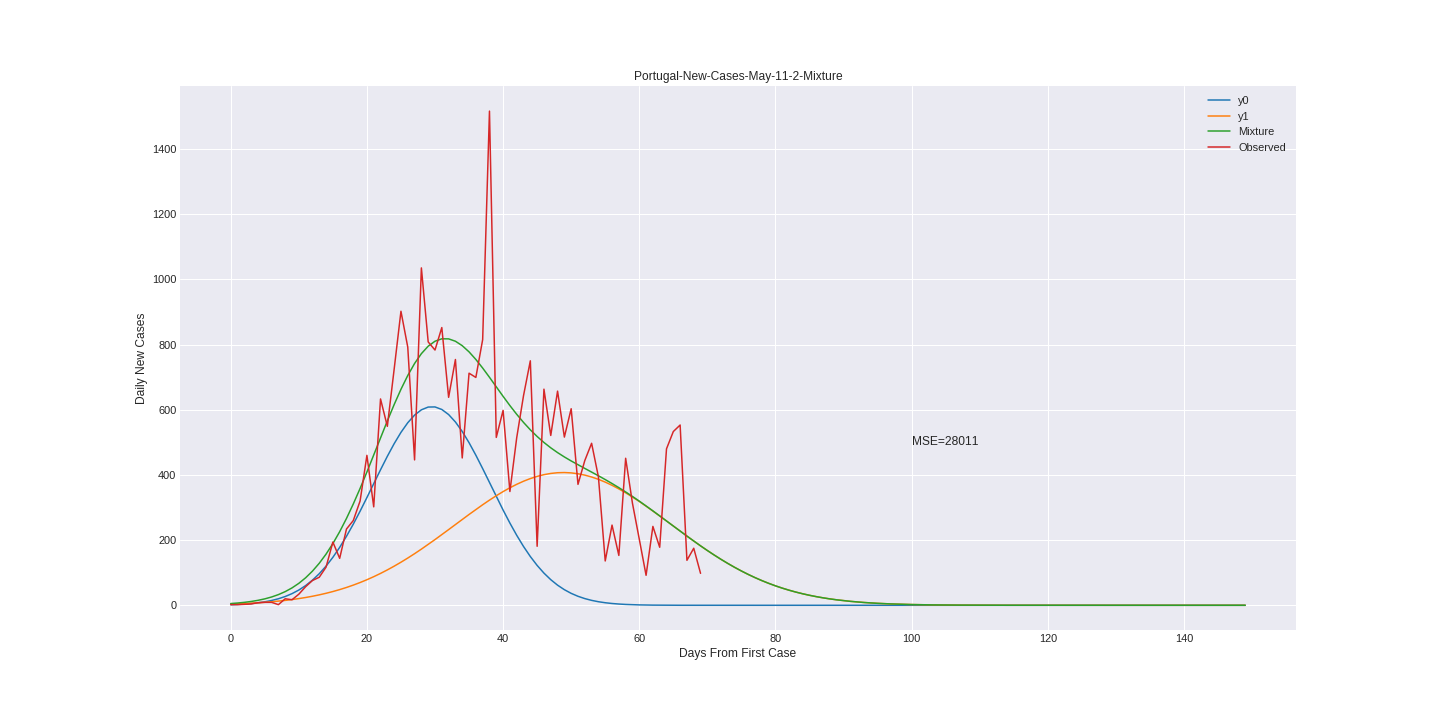 Portugal-New-Cases-May-11-2-Mixture
y0
y1
Mixture
Observed
1400
1200
1000
800
600
400
200
0
Daily New Cases
MSE=28011
0 20 40 60 80 100 120 140
Days From First Case